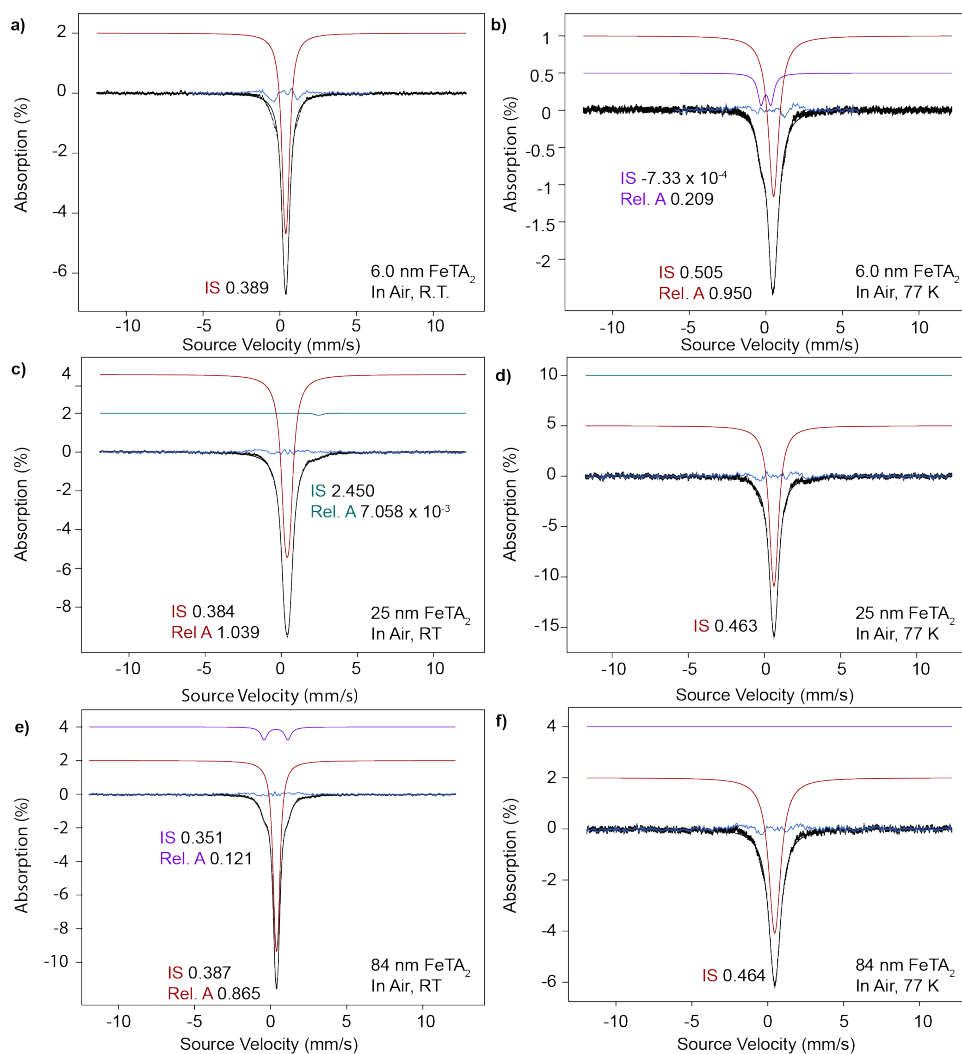 a)
2
0
-2
-4
-6
Absorption (%)
IS 0.389
6.0 nm FeTA2
In Air, R.T.
-10
-5
0
5
10
Source Velocity (mm/s)
b)
1
0.5
0
-0.5
-1
-1.5
-2
Absorption (%)
IS -7.33 x 10-4
Rel. A 0.209
IS 0.505
Rel. A 0.950
6.0 nm FeTA2
In Air, 77 K
-10
-5
0
5
10
Source Velocity (mm/s)
c)
4
2
0
-2
-4
-6
-8
Absorption (%)
IS 2.450
Rel. A 7.058 x 10-3
IS 0.384
Rel A 1.039
25 nm FeTA2
In Air, RT
-10
-5
0
5
10
Source Velocity (mm/s)
d)
10
5
0
-5
-10
-15
Absorption (%)
IS 0.463
25 nm FeTA2
In Air, 77 K
-10
-5
0
5
10
Source Velocity (mm/s)
e)
4
2
0
-2
-4
-6
-8
-10
Absorption (%)
IS 0.351
Rel. A 0.121
IS 0.387
Rel. A 0.865
84 nm FeTA2
In Air, RT
-10
-5
0
5
10
Source Velocity (mm/s)
f)
4
2
0
-2
-4
-6
Absorption (%)
IS 0.464
84 nm FeTA2
In Air, 77 K
-10
-5
0
5
10
Source Velocity (mm/s)